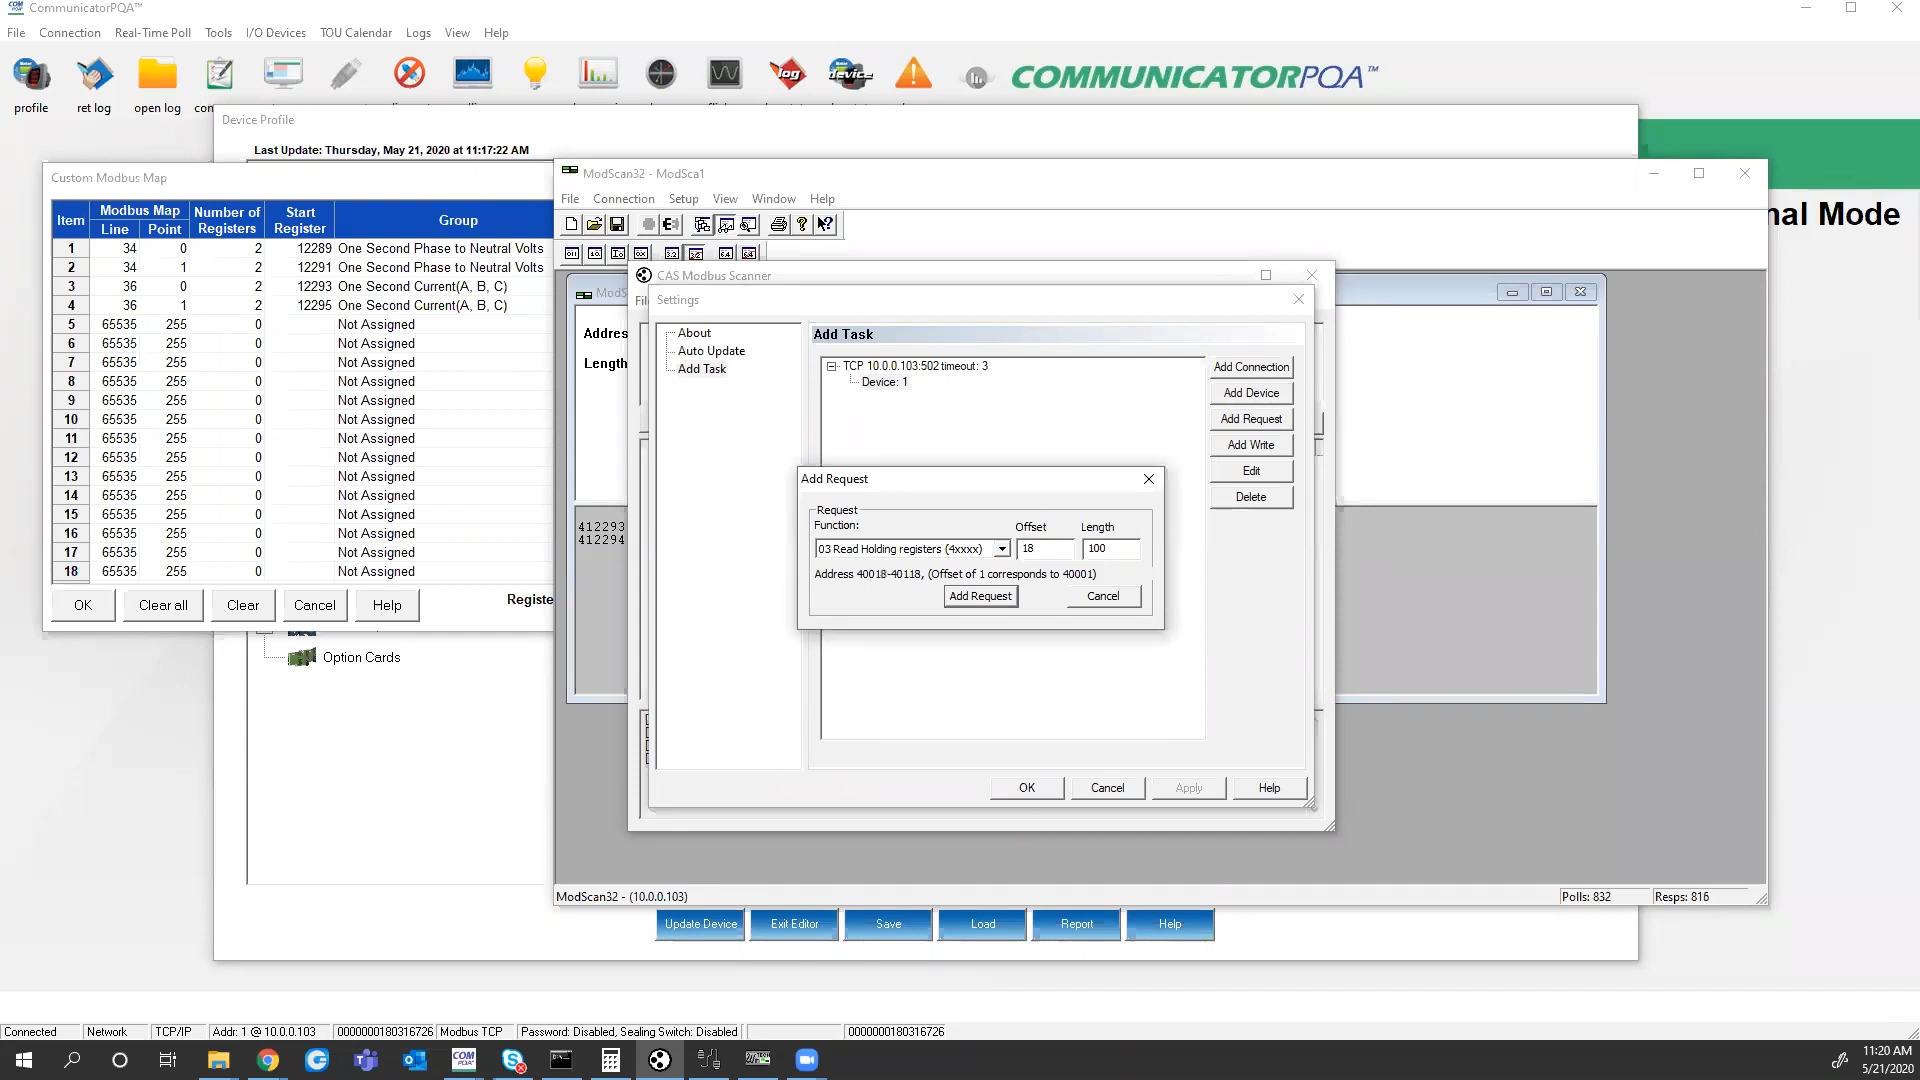 CommunicatorPQA™
File Connection Real-Time Poll Tools I/O Devices TOU Calendar Logs View Help
log device COMMUNICATORPQA™
profile ret log open log
Device Profile
Last Update: Thursday, May 21, 2020 at 11:17:22 AM
nal Mode
Custom Modbus Map
Item Modbus Map Number of Registers Start Register Group
Line Point
1 34 0 2 12289 One Second Phase to Neutral Volts
2 34 1 2 12291 One Second Phase to Neutral Volts
3 36 0 2 12293 One Second Current(A, B, C)
4 36 1 2 12295 One Second Current(A, B, C)
5 65535 255 0 Not Assigned
6 65535 255 0 Not Assigned
7 65535 255 0 Not Assigned
8 65535 255 0 Not Assigned
9 65535 255 0 Not Assigned
10 65535 255 0 Not Assigned
11 65535 255 0 Not Assigned
12 65535 255 0 Not Assigned
13 65535 255 0 Not Assigned
14 65535 255 0 Not Assigned
15 65535 255 0 Not Assigned
16 65535 255 0 Not Assigned
17 65535 255 0 Not Assigned
18 65535 255 0 Not Assigned
OK Clear all Clear Cancel Help Registe
Option Cards
ModScan32 - ModSca1
File Connection Setup View Window Help
ModS
Addres
Length
412293
412294
CAS Modbus Scanner
Fil
Settings
About
Auto Update
Add Task
Add Task
TCP 10.0.0.103:502 timeout: 3
Device: 1
Add Connection
Add Device
Add Request
Add Write
Edit
Delete
Add Request
Request
Function: Offset Length
03 Read Holding registers (4xxxx) 18 100
Address 40018-40118, (Offset of 1 corresponds to 40001)
Add Request Cancel
OK Cancel Apply Help
ModScan32 - (10.0.0.103) Polls: 832 Resps: 816
Update Device Exit Editor Save Load Report Help
Connected Network TCP/IP Addr: 1 @ 10.0.0.103 0000000180316726 Modbus TCP Password: Disabled, Sealing Switch: Disabled 0000000180316726
11:20 AM
5/21/2020